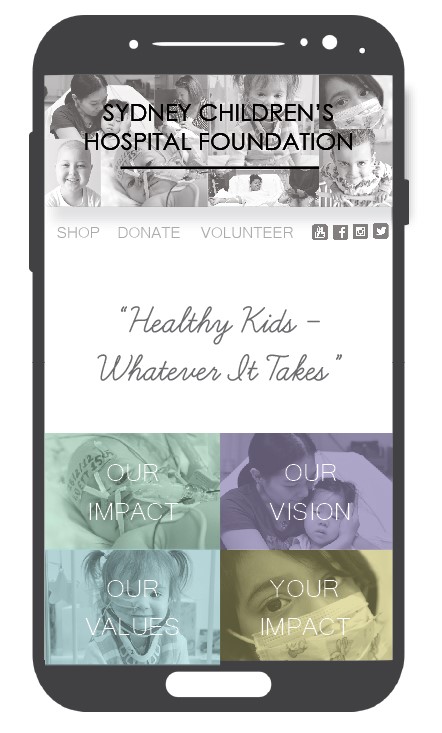 SYDNEY CHILDREN'S
HOSPITAL FOUNDATION
SHOP DONATE VOLUNTEER
"Healthy Kids –
Whatever It Takes"
OUR
IMPACT
OUR
VISION
OUR
VALUES
YOUR
IMPACT